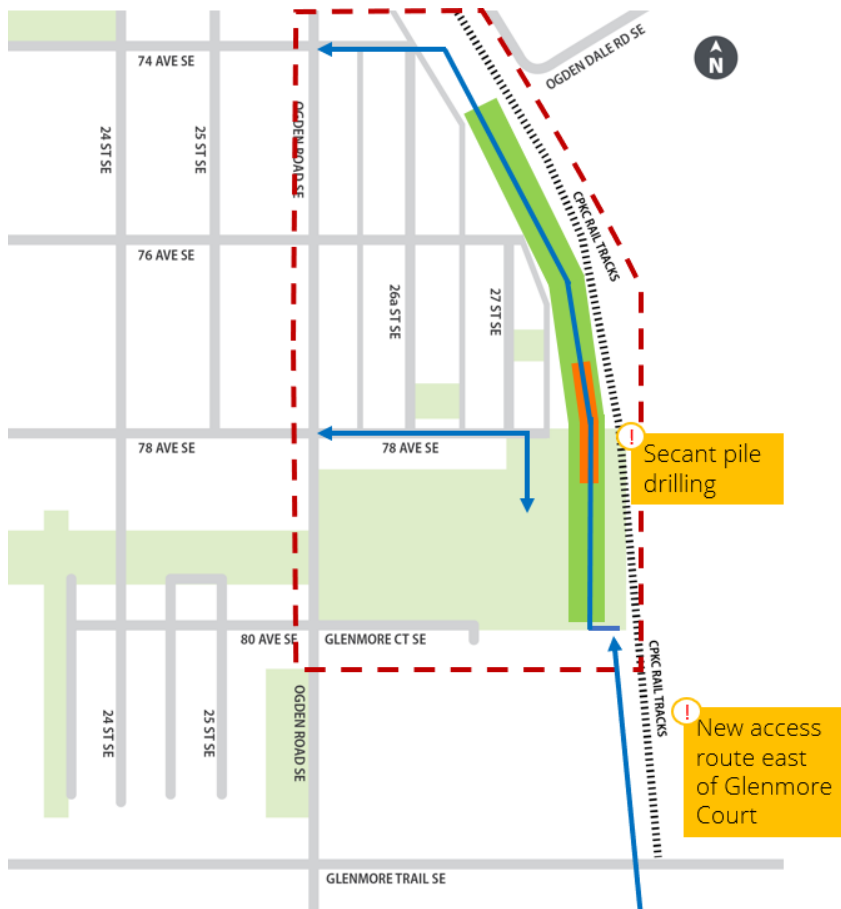 N
OGDEN DALE RD SE
74 AVE SE
24 ST SE
25 ST SE
OGDEN ROAD SE
CPKC RAIL TRACKS
76 AVE SE
26a ST SE
27 ST SE
78 AVE SE
78 AVE SE
!
Secant pile
drilling
80 AVE SE
GLENMORE CT SE
24 ST SE
25 ST SE
OGDEN ROAD SE
CPKC RAIL TRACKS
!
New access
route east
of Glenmore
Court
GLENMORE TRAIL SE